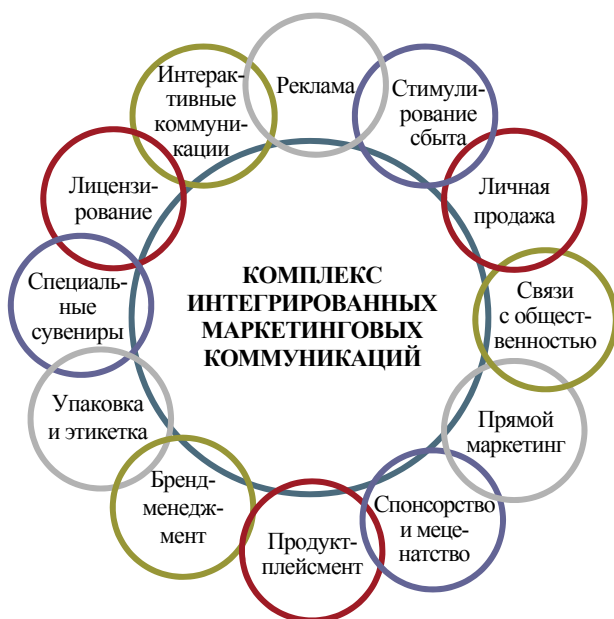 Реклама
Стимули-
рование
сбыта
Личная
продажа
Связи
с общест-
венностью
Прямой
маркетинг
Спонсорство
и меце-
натство
Продукт-
плейсмент
Бренд-
менедж-
мент
Упаковка
и этикетка
Специаль-
ные
сувениры
Лицензи-
рование
Интерак-
тивные
коммуни-
кации
КОМПЛЕКС
ИНТЕГРИРОВАННЫХ
МАРКЕТИНГОВЫХ
КОММУНИКАЦИЙ